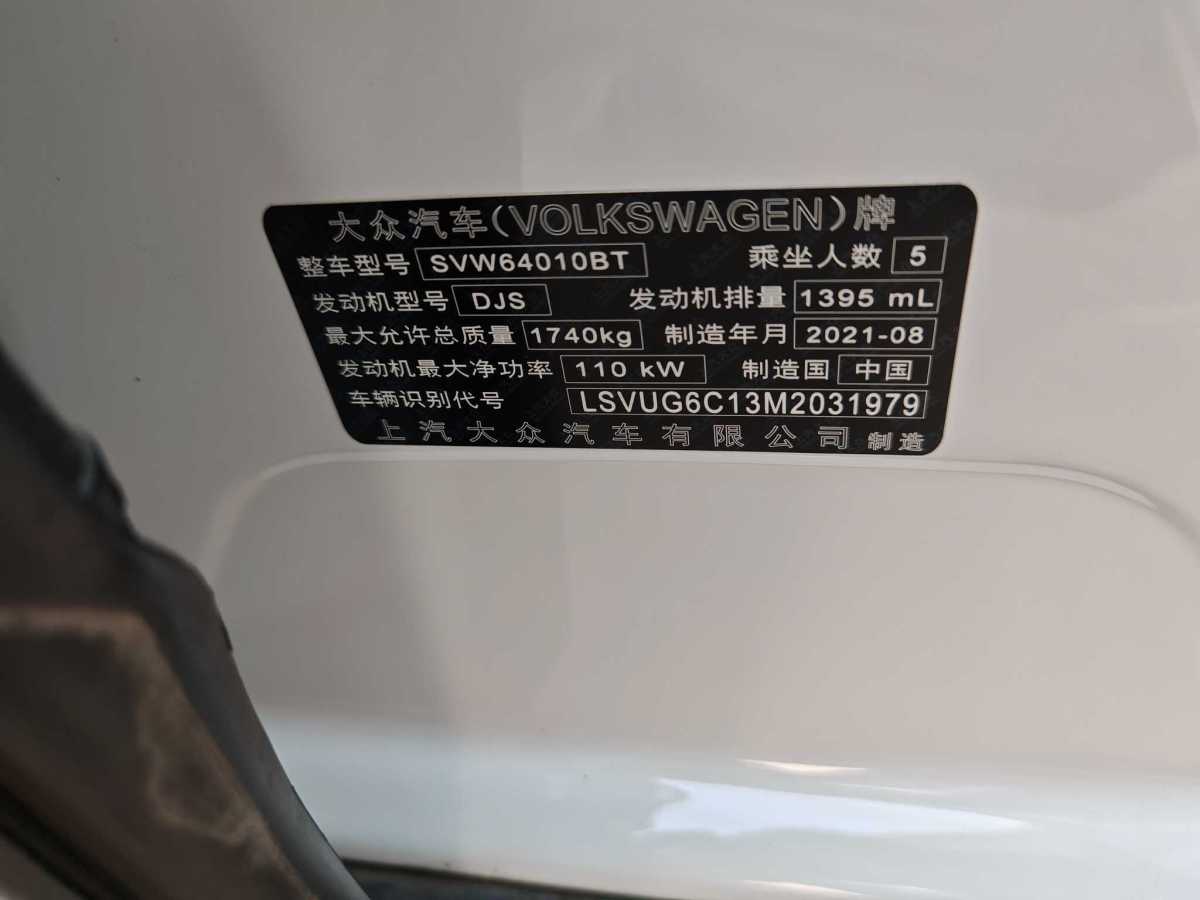 大众汽车(VOLKSWAGEN)牌
整车型号 SVW64010BT 乘坐人数 5
发动机型号 DJS 发动机排量 1395 mL
最大允许总质量 1740kg 制造年月 2021-08
发动机最大净功率 110 kW 制造国 中国
车辆识别代号 LSVUG6C13M2031979
上汽大众汽车有限公司 制造